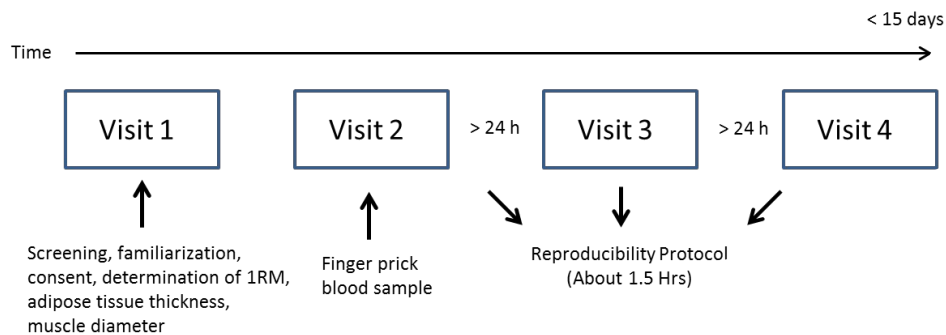 < 15 days
Time
Visit 1
Visit 2
> 24 h
Visit 3
> 24 h
Visit 4
Screening, familiarization,
consent, determination of 1RM,
adipose tissue thickness,
muscle diameter
Finger prick
blood sample
Reproducibility Protocol
(About 1.5 Hrs)